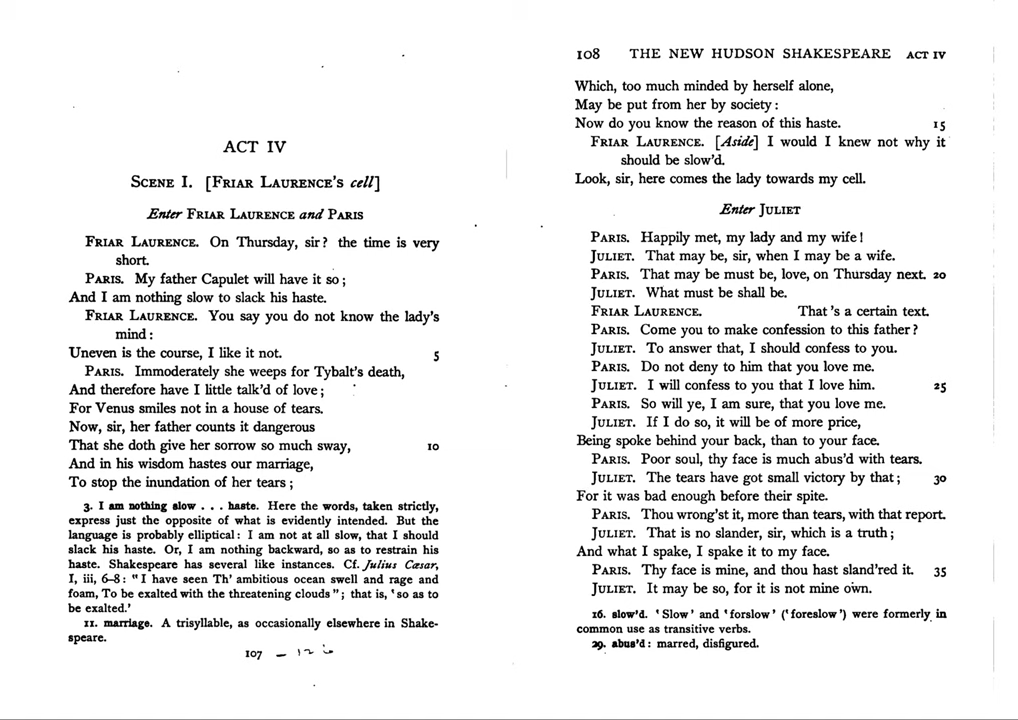 ACT IV
SCENE I. [FRIAR LAURENCE'S cell]
Enter FRIAR LAURENCE and PARIS
FRIAR LAURENCE. On Thursday, sir? the time is very
short.
PARIS. My father Capulet will have it so;
And I am nothing slow to slack his haste.
FRIAR LAURENCE. You say you do not know the lady's
mind:
Uneven is the course, I like it not. 5
PARIS. Immoderately she weeps for Tybalt's death,
And therefore have I little talk'd of love;
For Venus smiles not in a house of tears.
Now, sir, her father counts it dangerous
That she doth give her sorrow so much sway, 10
And in his wisdom hastes our marriage,
To stop the inundation of her tears;
3. I am nothing slow . . . haste. Here the words, taken strictly,
express just the opposite of what is evidently intended. But the
language is probably elliptical: I am not at all slow, that I should
slack his haste. Or, I am nothing backward, so as to restrain his
haste. Shakespeare has several like instances. Cf. Julius Cæsar,
I, iii, 6–8: "I have seen Th' ambitious ocean swell and rage and
foam, To be exalted with the threatening clouds"; that is, 'so as to
be exalted.'
11. marriage. A trisyllable, as occasionally elsewhere in Shake-
speare.
107
108 THE NEW HUDSON SHAKESPEARE ACT IV
Which, too much minded by herself alone,
May be put from her by society:
Now do you know the reason of this haste. 15
FRIAR LAURENCE. [Aside] I would I knew not why it
should be slow'd.
Look, sir, here comes the lady towards my cell.
Enter JULIET
PARIS. Happily met, my lady and my wife!
JULIET. That may be, sir, when I may be a wife.
PARIS. That may be must be, love, on Thursday next. 20
JULIET. What must be shall be.
FRIAR LAURENCE. That's a certain text.
PARIS. Come you to make confession to this father?
JULIET. To answer that, I should confess to you.
PARIS. Do not deny to him that you love me.
JULIET. I will confess to you that I love him. 25
PARIS. So will ye, I am sure, that you love me.
JULIET. If I do so, it will be of more price,
Being spoke behind your back, than to your face.
PARIS. Poor soul, thy face is much abus'd with tears.
JULIET. The tears have got small victory by that; 30
For it was bad enough before their spite.
PARIS. Thou wrong'st it, more than tears, with that report.
JULIET. That is no slander, sir, which is a truth;
And what I spake, I spake it to my face.
PARIS. Thy face is mine, and thou hast sland'red it. 35
JULIET. It may be so, for it is not mine own.
16. slow'd. 'Slow' and 'forslow' ('foreslow') were formerly in
common use as transitive verbs.
29. abus'd: marred, disfigured.